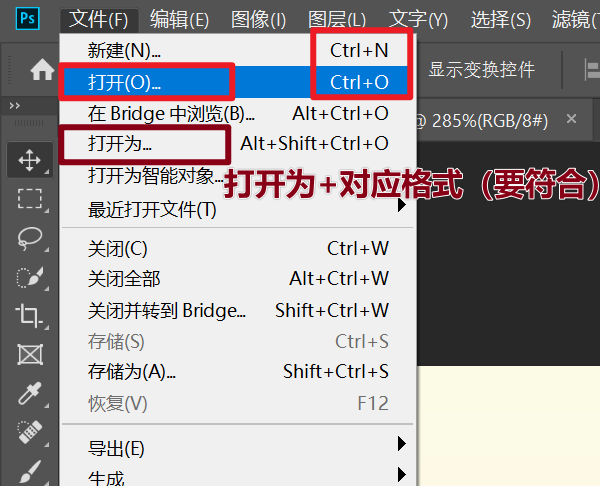 Ps 文件(F) 编辑(E) 图像(I) 图层(L) 文字(Y) 选择(S) 滤镜(T
新建(N)... Ctrl+N
打开(O)... Ctrl+O
显示变换控件
在 Bridge 中浏览(B)... Alt+Ctrl+O
@ 285%(RGB/8#) ×
打开为... Alt+Shift+Ctrl+O
打开为智能对象...
打开为+对应格式（要符合）
最近打开文件(T)
关闭(C) Ctrl+W
关闭全部 Alt+Ctrl+W
关闭并转到 Bridge... Shift+Ctrl+W
存储(S) Ctrl+S
存储为(A)... Shift+Ctrl+S
恢复(V) F12
导出(E)
生成